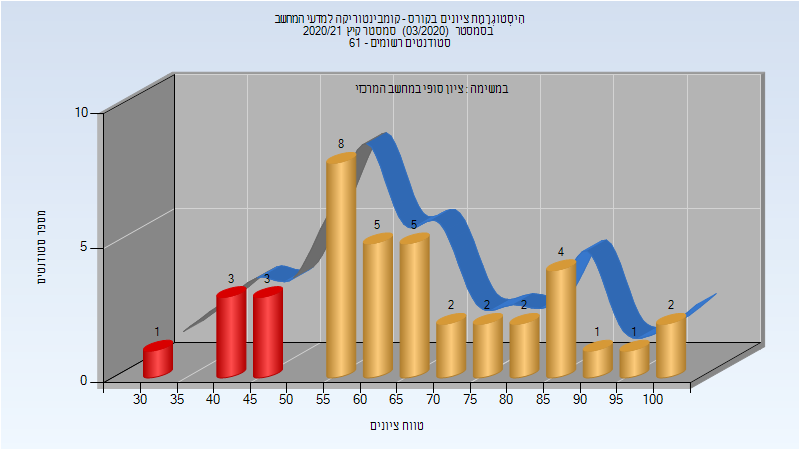 היסטוגרמת ציונים בקורס - קומבינטוריקה למדעי המחשב
בסמסטר (03/2020) סמסטר קיץ 2020/21
סטודנטים רשומים - 61
במשימה : ציון סופי במחשב המרכזי
מספר סטודנטים
10
5
0
1
3
3
8
5
5
2
2
2
4
1
1
2
30 35 40 45 50 55 60 65 70 75 80 85 90 95 100
טווח ציונים